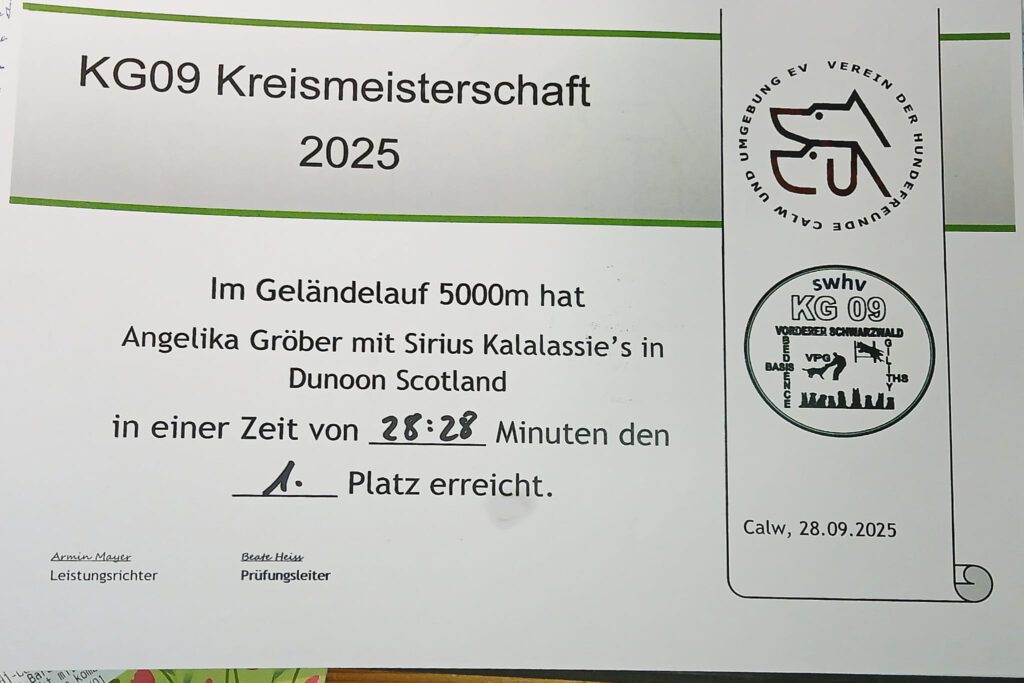 KG09 Kreismeisterschaft
2025
VEREIN DER HUNDEFREUNDE CALW UND UMGEBUNG EV
swhv
KG 09
VORDERER SCHWARZWALD
OBEDIENCE
BASIS
VPG
AGILITY
THS
Im Geländelauf 5000m hat
Angelika Gröber mit Sirius Kalalassie's in
Dunoon Scotland
in einer Zeit von 28:28 Minuten den
1. Platz erreicht.
Calw, 28.09.2025
Armin Mayer
Leistungsrichter
Beate Heiss
Prüfungsleiter